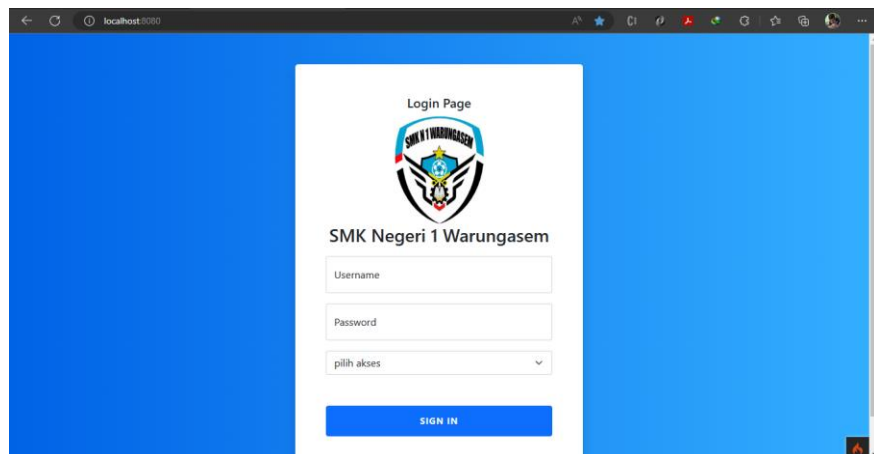 localhost:8080
Login Page
SMK N 1 WARUNGASEM
SMK Negeri 1 Warungasem
Username
Password
pilih akses
SIGN IN